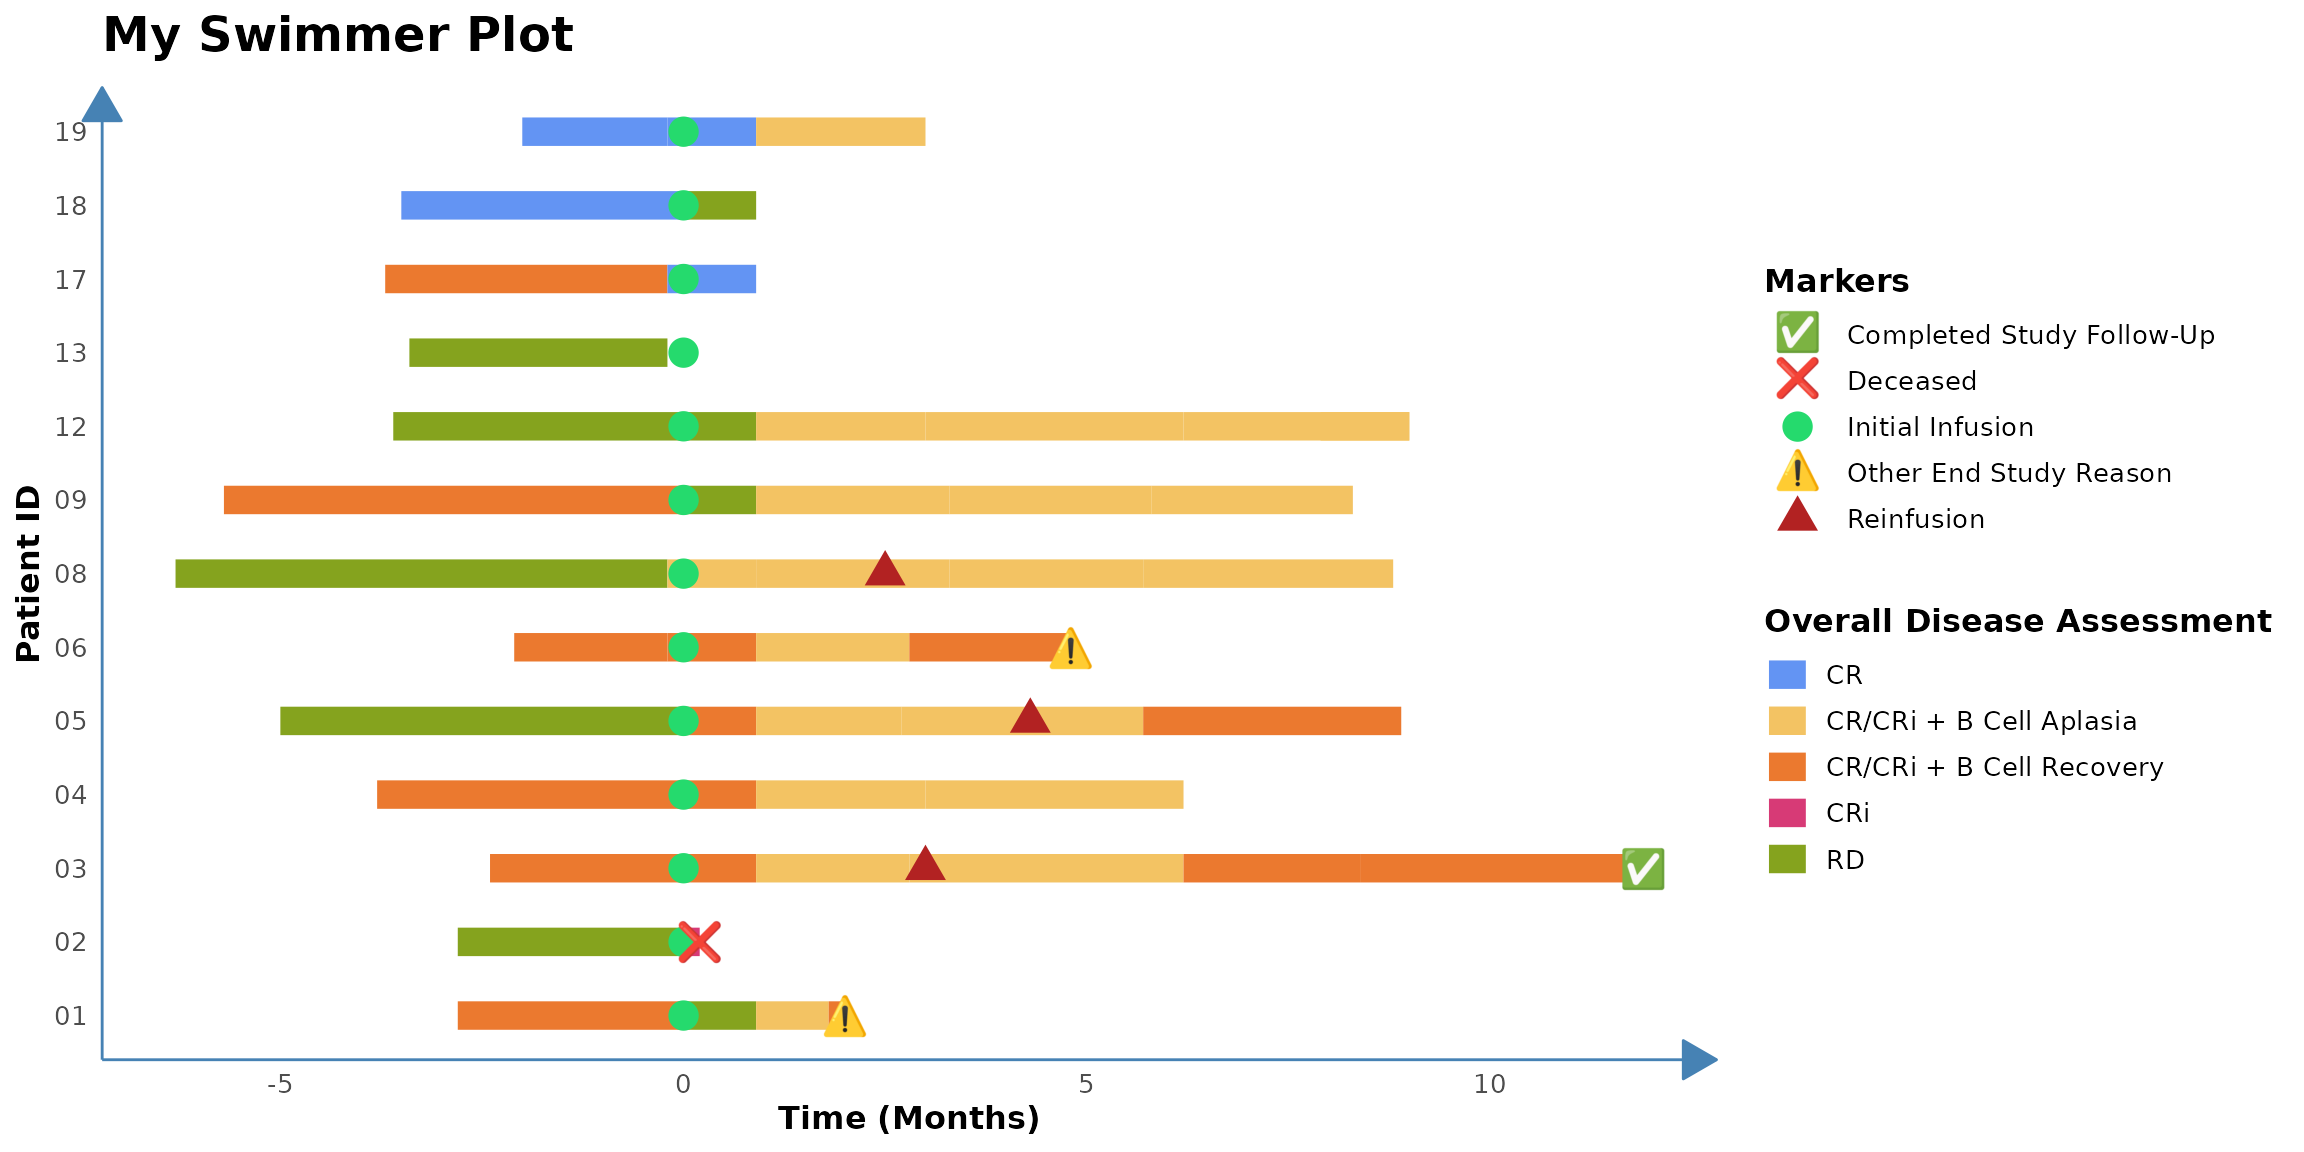 My Swimmer Plot
19
18
17
13
12
09
08
06
05
04
03
02
01
Patient ID
-5
0
5
10
Time (Months)
Markers
Completed Study Follow-Up
Deceased
Initial Infusion
Other End Study Reason
Reinfusion
Overall Disease Assessment
CR
CR/CRi + B Cell Aplasia
CR/CRi + B Cell Recovery
CRi
RD